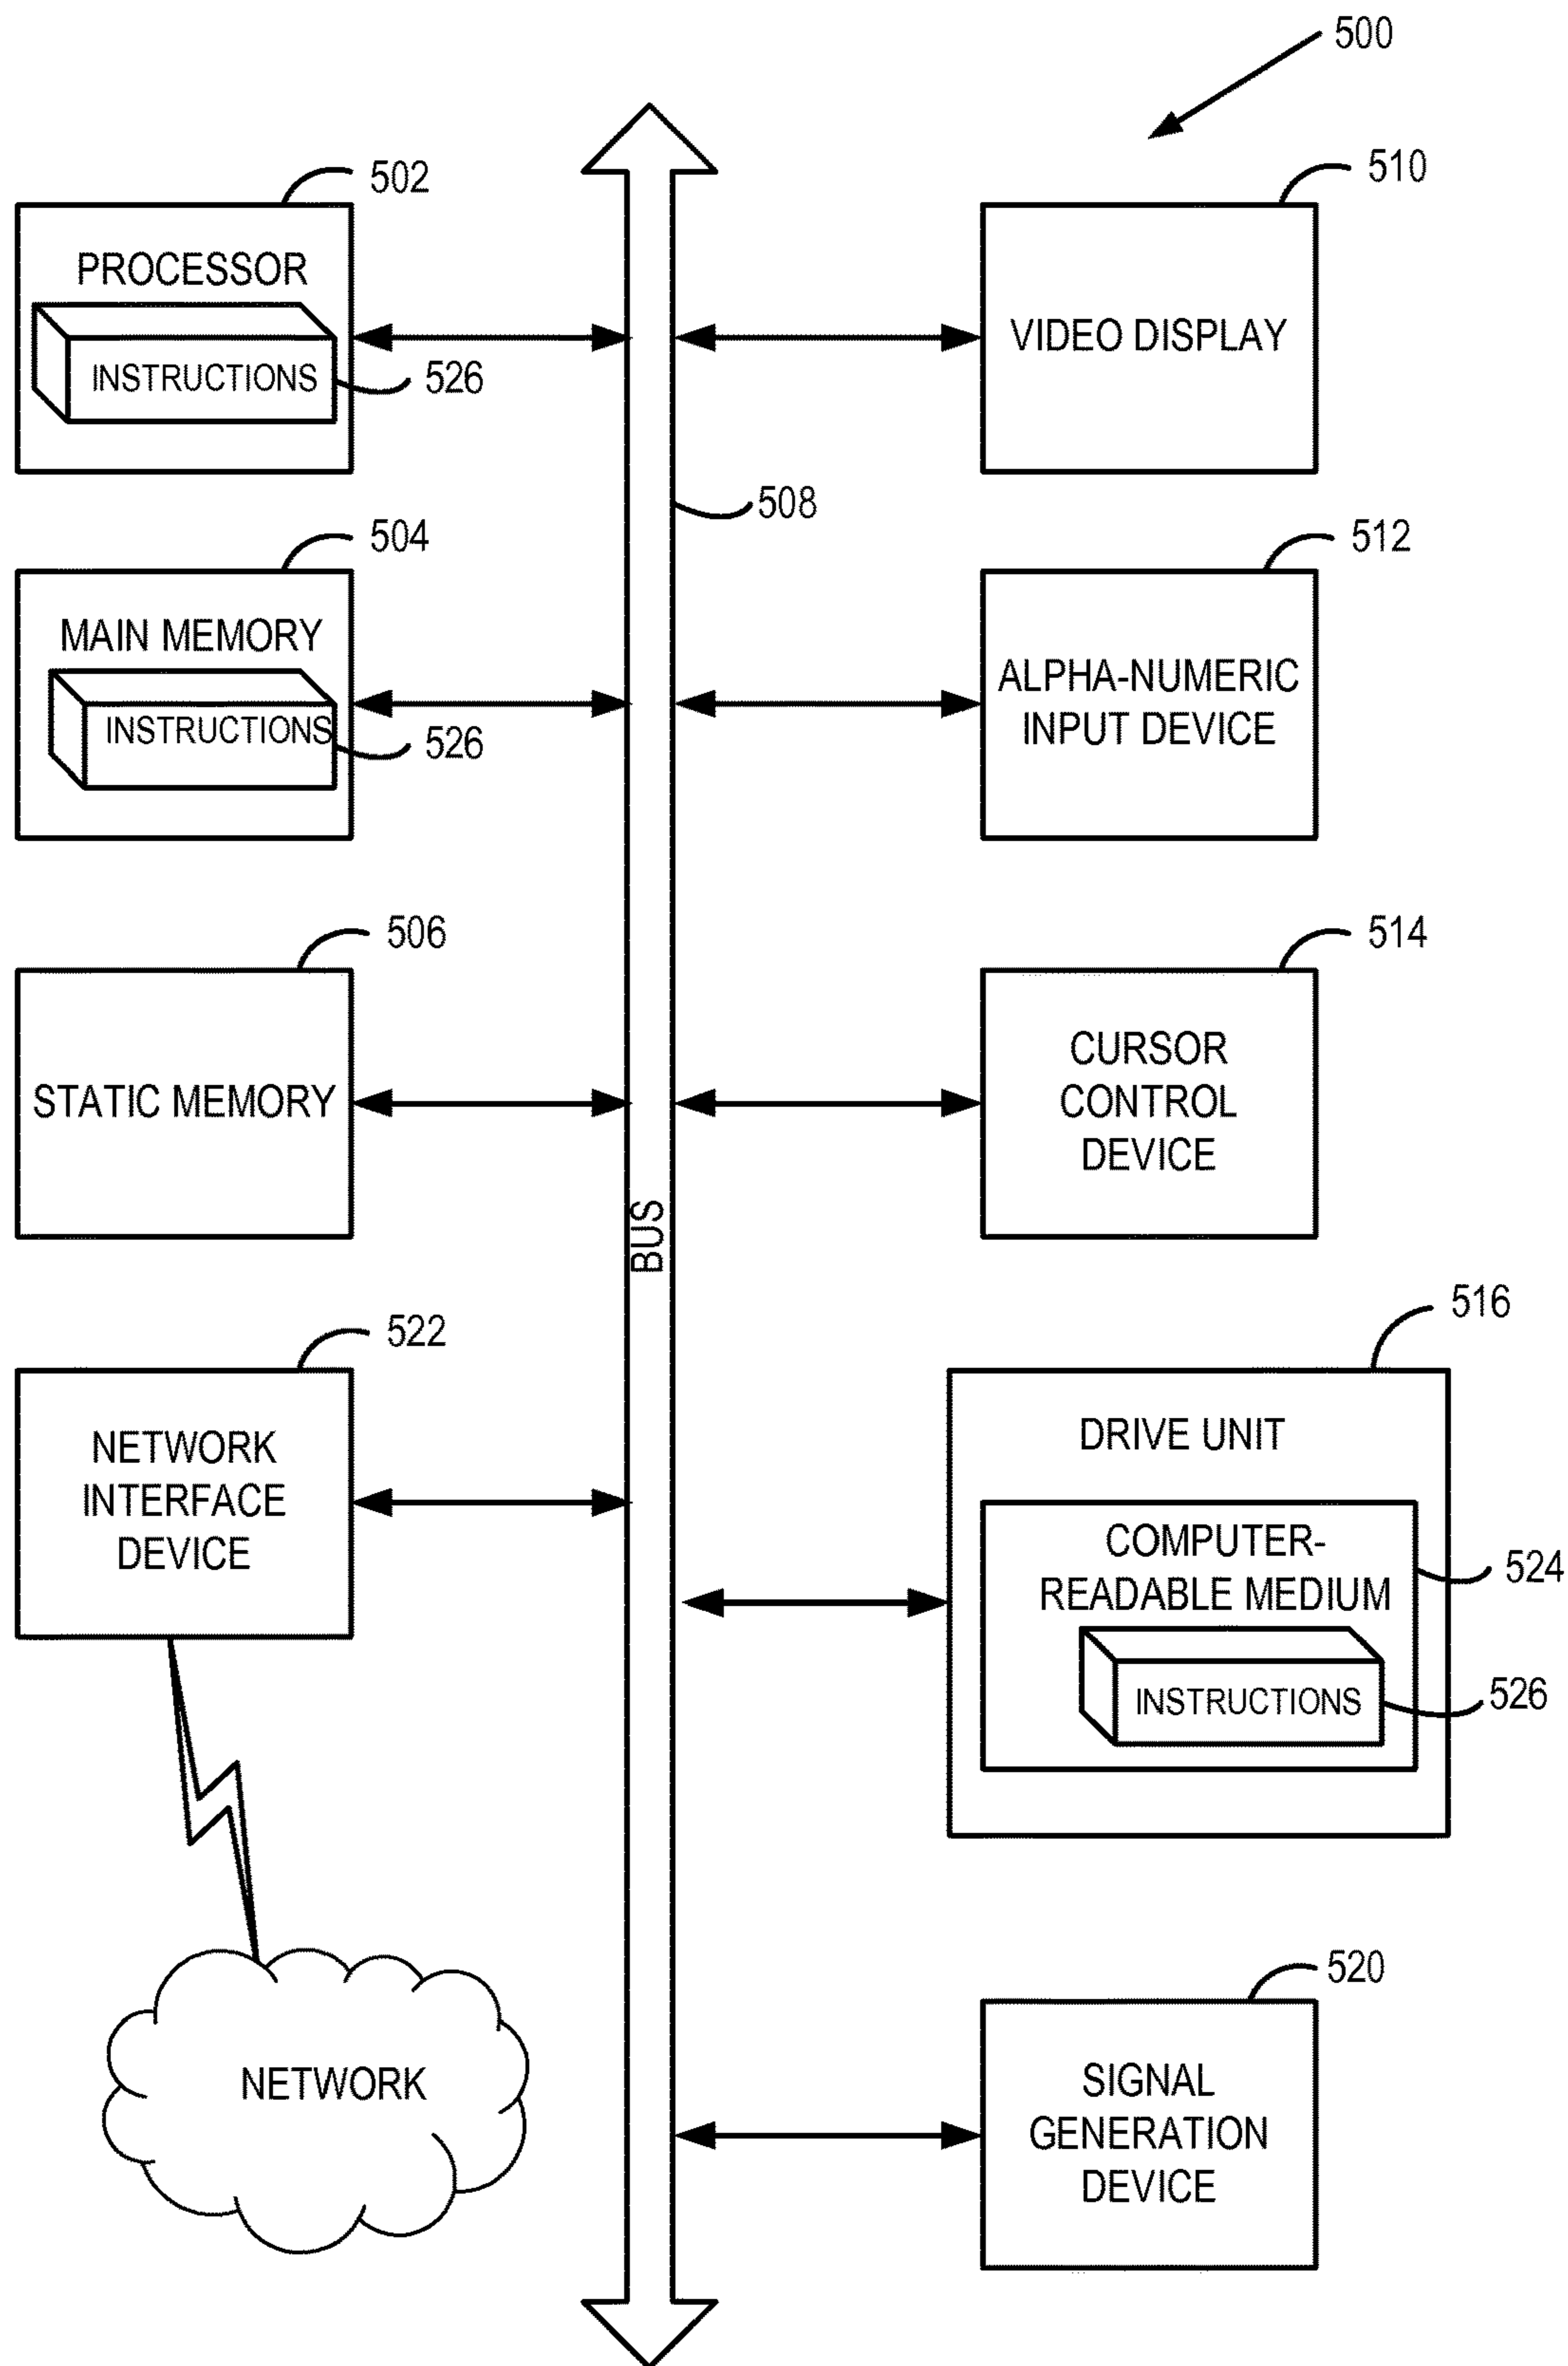 500
502
PROCESSOR
INSTRUCTIONS
526
510
VIDEO DISPLAY
508
504
MAIN MEMORY
INSTRUCTIONS
526
512
ALPHA-NUMERIC
INPUT DEVICE
506
STATIC MEMORY
514
CURSOR
CONTROL
DEVICE
BUS
522
NETWORK
INTERFACE
DEVICE
516
DRIVE UNIT
COMPUTER-
READABLE MEDIUM
524
INSTRUCTIONS
526
NETWORK
520
SIGNAL
GENERATION
DEVICE